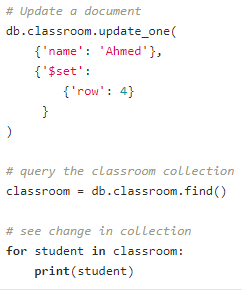 # Update a document
db.classroom.update_one(
    {'name': 'Ahmed'},
    {'$set':
        {'row': 4}
     }
)
# query the classroom collection
classroom = db.classroom.find()
# see change in collection
for student in classroom:
    print(student)